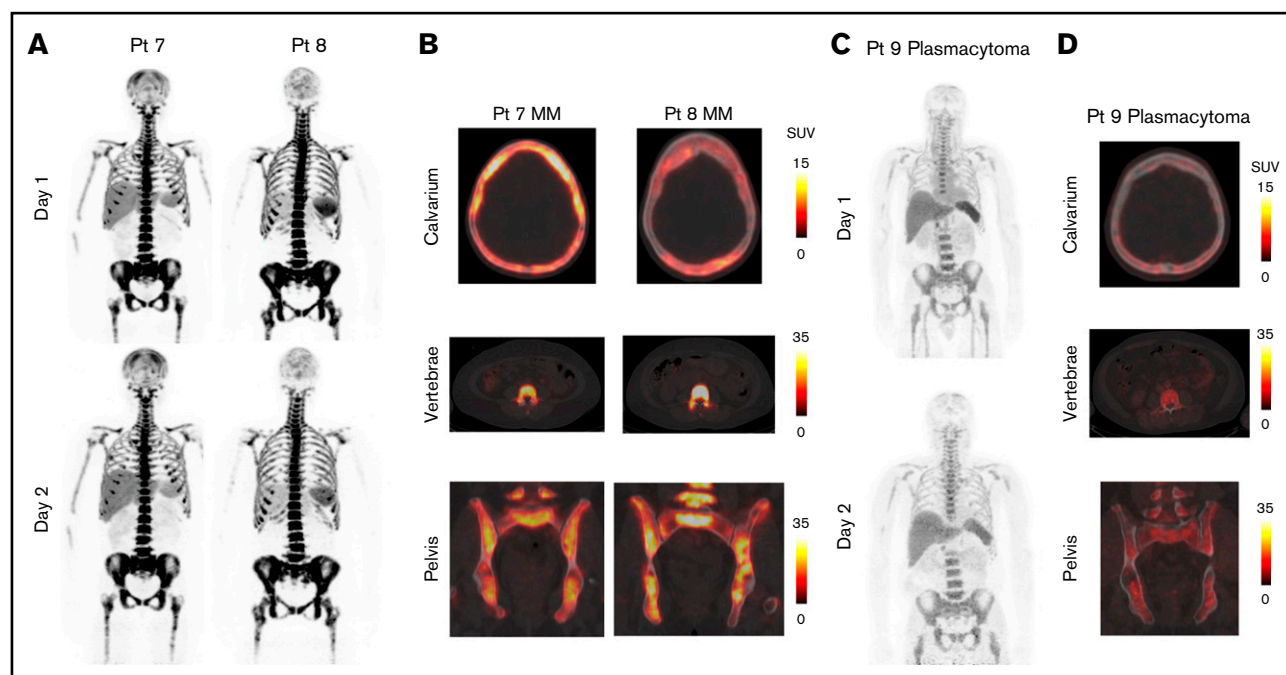 A
Pt 7
Pt 8
Day 1
Day 2
B
Pt 7 MM
Pt 8 MM
SUV
15
0
Calvarium
35
0
Vertebrae
35
0
Pelvis
C
Pt 9 Plasmacytoma
Day 1
Day 2
D
Pt 9 Plasmacytoma
SUV
15
0
Calvarium
35
0
Vertebrae
35
0
Pelvis